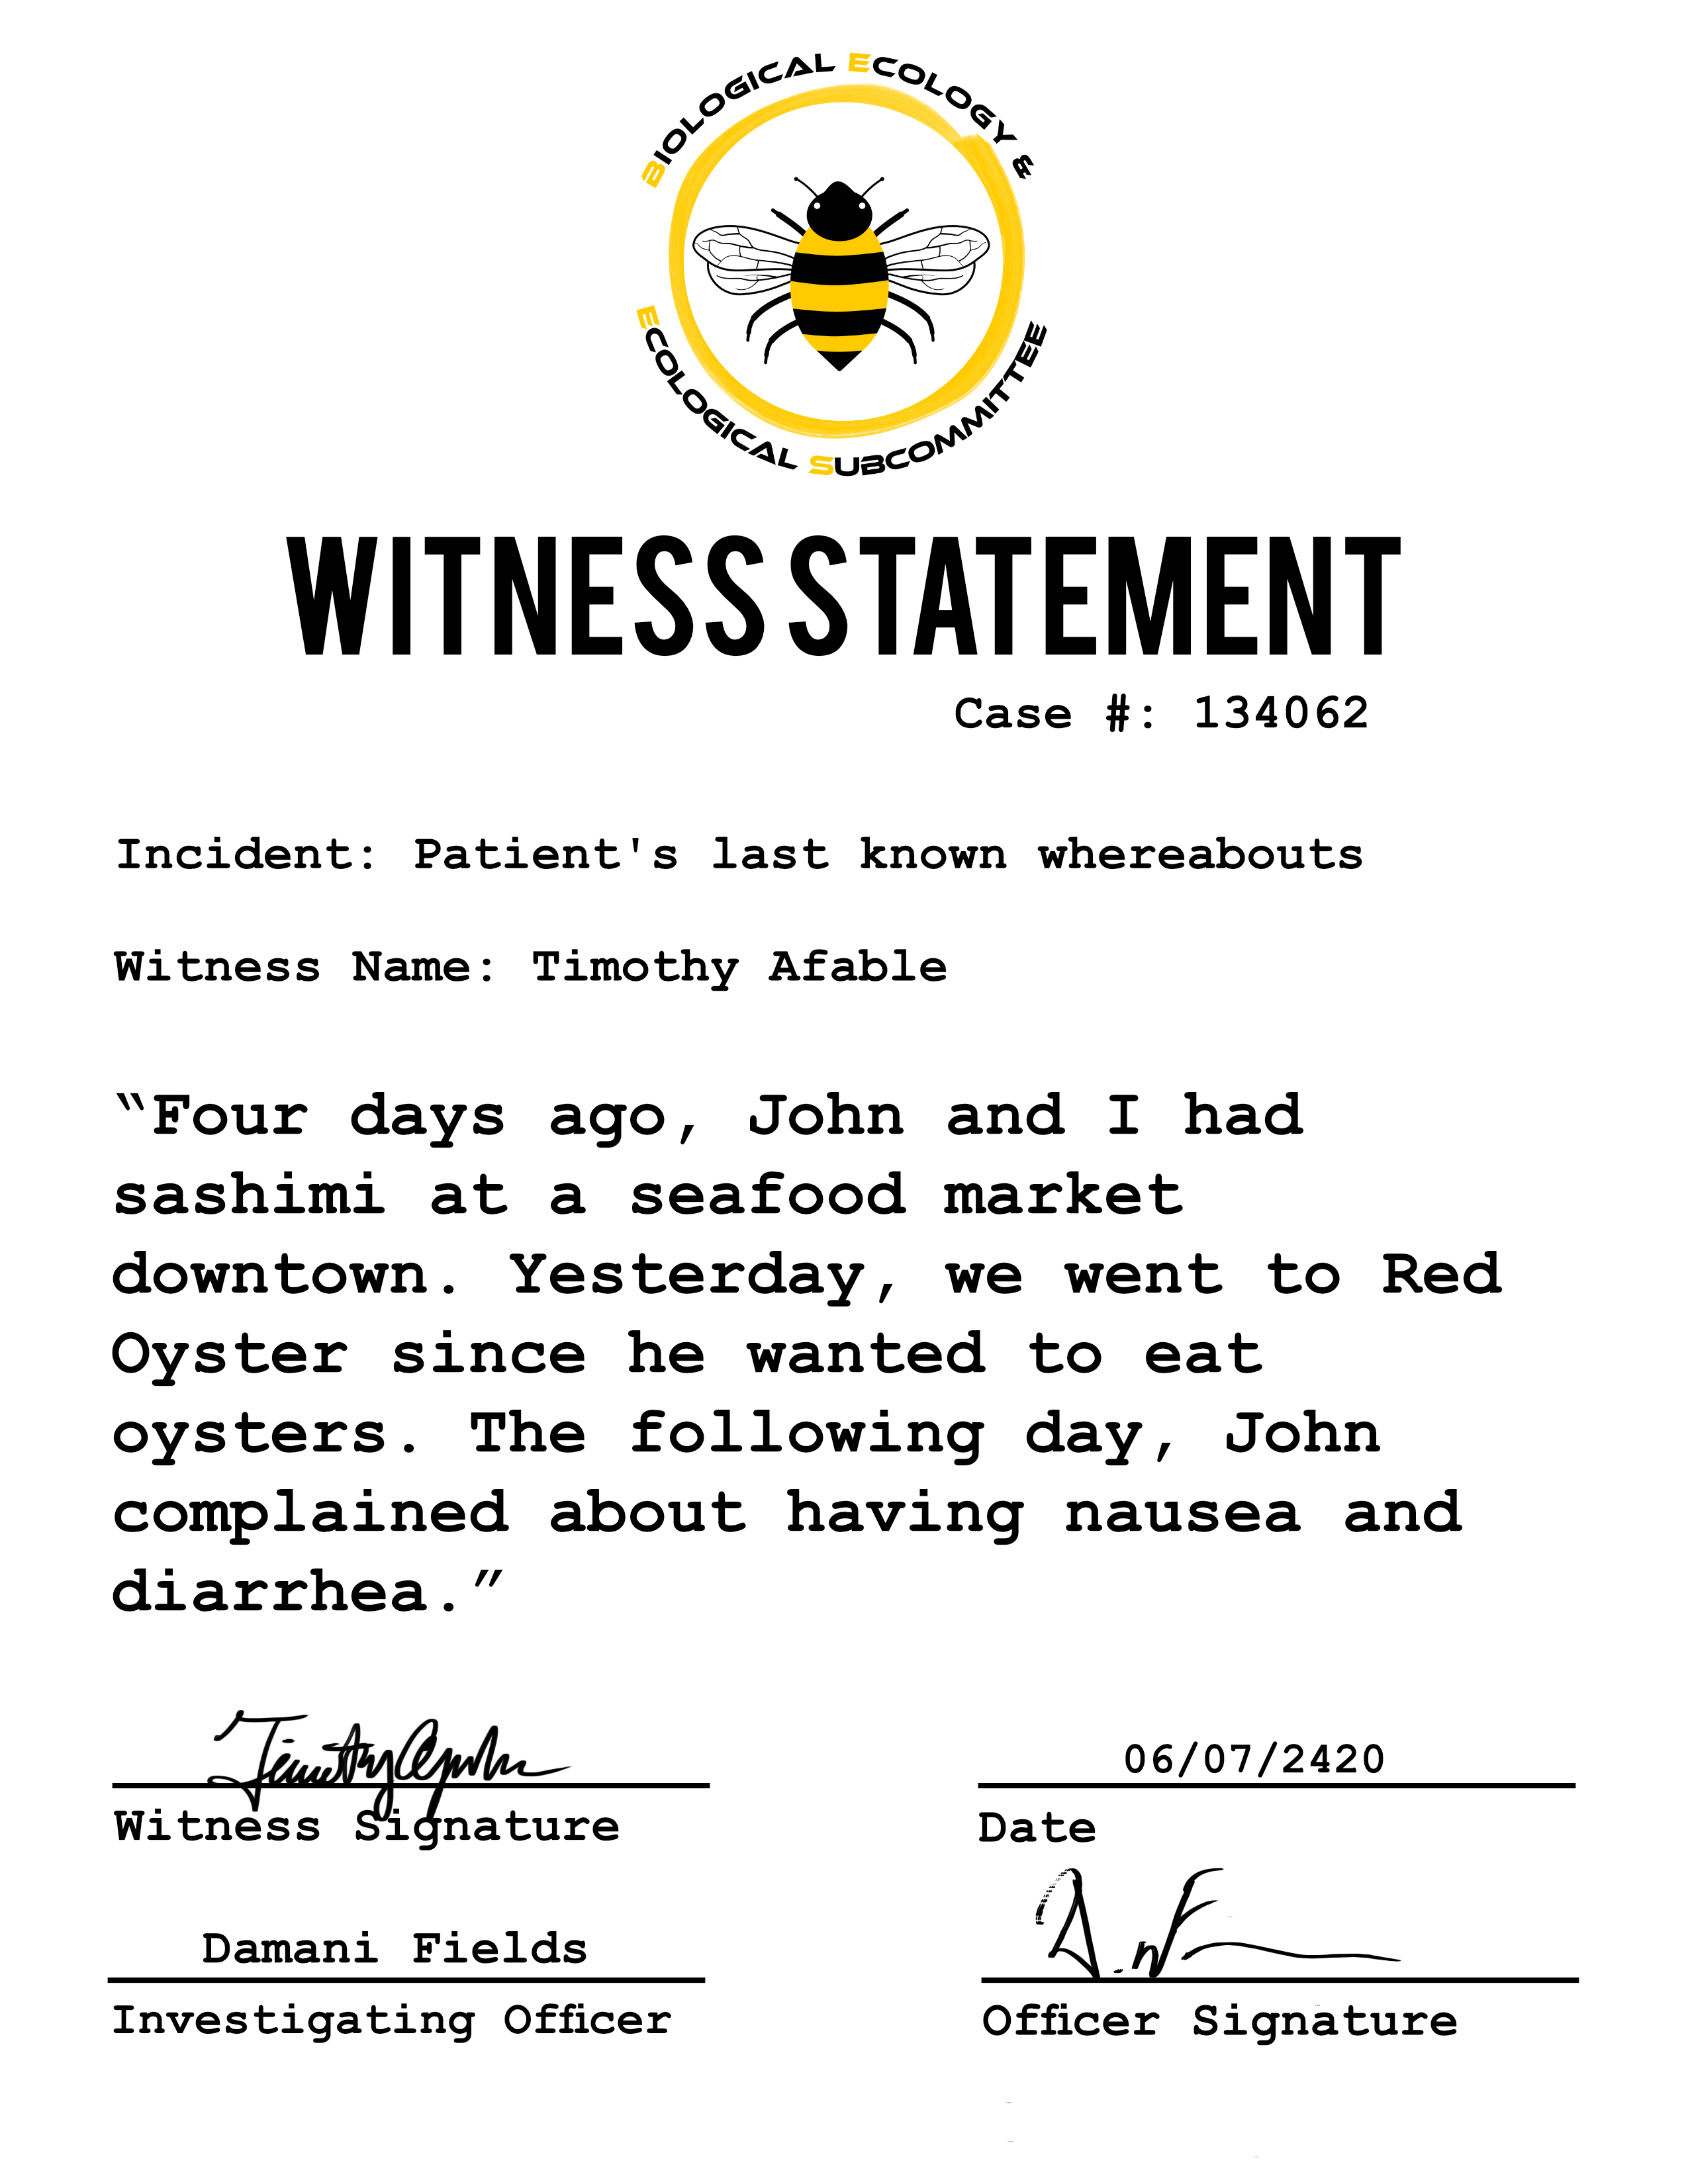 BIOLOGICAL ECOLOGY &
ECOLOGICAL SUBCOMMITTEE
WITNESS STATEMENT
Case #: 134062
Incident: Patient's last known whereabouts
Witness Name: Timothy Afable
“Four days ago, John and I had
sashimi at a seafood market
downtown. Yesterday, we went to Red
Oyster since he wanted to eat
oysters. The following day, John
complained about having nausea and
diarrhea.”
06/07/2420
Witness Signature
Date
Damani Fields
Investigating Officer
Officer Signature